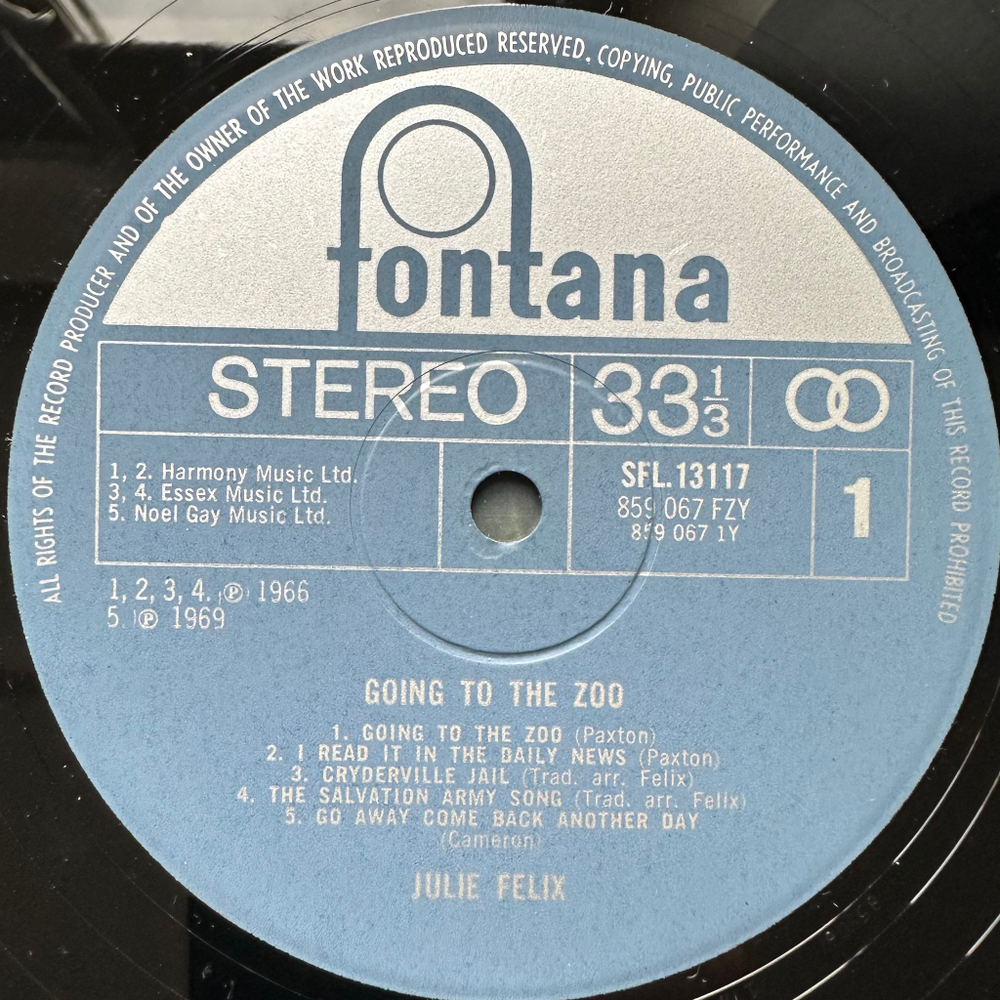 ALL RIGHTS OF THE RECORD PRODUCER AND OF THE OWNER OF THE WORK REPRODUCED RESERVED. COPYING, PUBLIC PERFORMANCE AND BROADCASTING OF THIS RECORD PROHIBITED
fontana
STEREO 33 1/3
1, 2. Harmony Music Ltd.
3, 4. Essex Music Ltd.
5. Noel Gay Music Ltd.
SFL.13117
859 067 FZY
859 067 1Y
1
1, 2, 3, 4. ℗ 1966
5. ℗ 1969
GOING TO THE ZOO
1. GOING TO THE ZOO (Paxton)
2. I READ IT IN THE DAILY NEWS (Paxton)
3. CRYDERVILLE JAIL (Trad. arr. Felix)
4. THE SALVATION ARMY SONG (Trad. arr. Felix)
5. GO AWAY COME BACK ANOTHER DAY
(Cameron)
JULIE FELIX